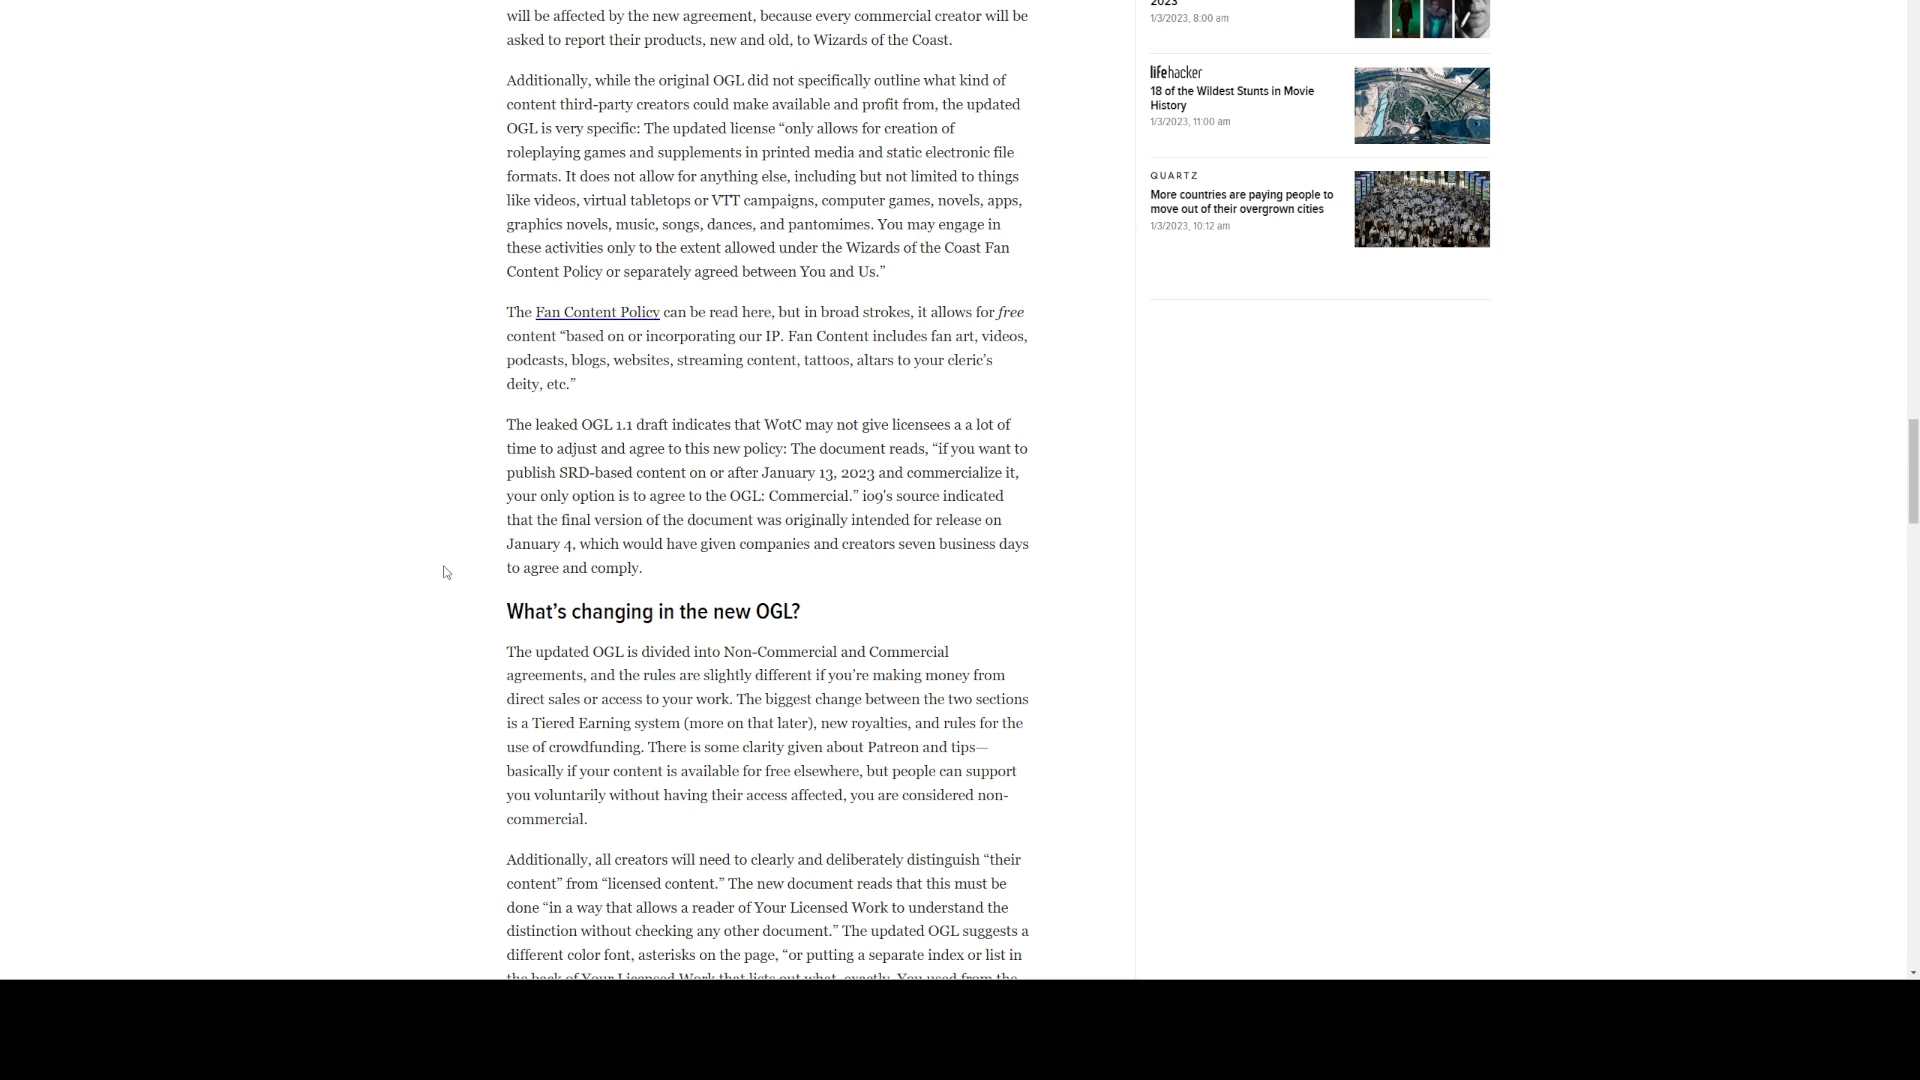 will be affected by the new agreement, because every commercial creator will be
asked to report their products, new and old, to Wizards of the Coast.
Additionally, while the original OGL did not specifically outline what kind of
content third-party creators could make available and profit from, the updated
OGL is very specific: The updated license “only allows for creation of
roleplaying games and supplements in printed media and static electronic file
formats. It does not allow for anything else, including but not limited to things
like videos, virtual tabletops or VTT campaigns, computer games, novels, apps,
graphics novels, music, songs, dances, and pantomimes. You may engage in
these activities only to the extent allowed under the Wizards of the Coast Fan
Content Policy or separately agreed between You and Us.”
The Fan Content Policy can be read here, but in broad strokes, it allows for free
content “based on or incorporating our IP. Fan Content includes fan art, videos,
podcasts, blogs, websites, streaming content, tattoos, altars to your cleric’s
deity, etc.”
The leaked OGL 1.1 draft indicates that WotC may not give licensees a a lot of
time to adjust and agree to this new policy: The document reads, “if you want to
publish SRD-based content on or after January 13, 2023 and commercialize it,
your only option is to agree to the OGL: Commercial.” io9's source indicated
that the final version of the document was originally intended for release on
January 4, which would have given companies and creators seven business days
to agree and comply.
What’s changing in the new OGL?
The updated OGL is divided into Non-Commercial and Commercial
agreements, and the rules are slightly different if you’re making money from
direct sales or access to your work. The biggest change between the two sections
is a Tiered Earning system (more on that later), new royalties, and rules for the
use of crowdfunding. There is some clarity given about Patreon and tips—
basically if your content is available for free elsewhere, but people can support
you voluntarily without having their access affected, you are considered non-
commercial.
Additionally, all creators will need to clearly and deliberately distinguish “their
content” from “licensed content.” The new document reads that this must be
done “in a way that allows a reader of Your Licensed Work to understand the
distinction without checking any other document.” The updated OGL suggests a
different color font, asterisks on the page, “or putting a separate index or list in
the back of Your Licensed Work that lists out what, exactly, You used from the
2023
1/3/2023, 8:00 am
lifehacker
18 of the Wildest Stunts in Movie
History
1/3/2023, 11:00 am
QUARTZ
More countries are paying people to
move out of their overgrown cities
1/3/2023, 10:12 am